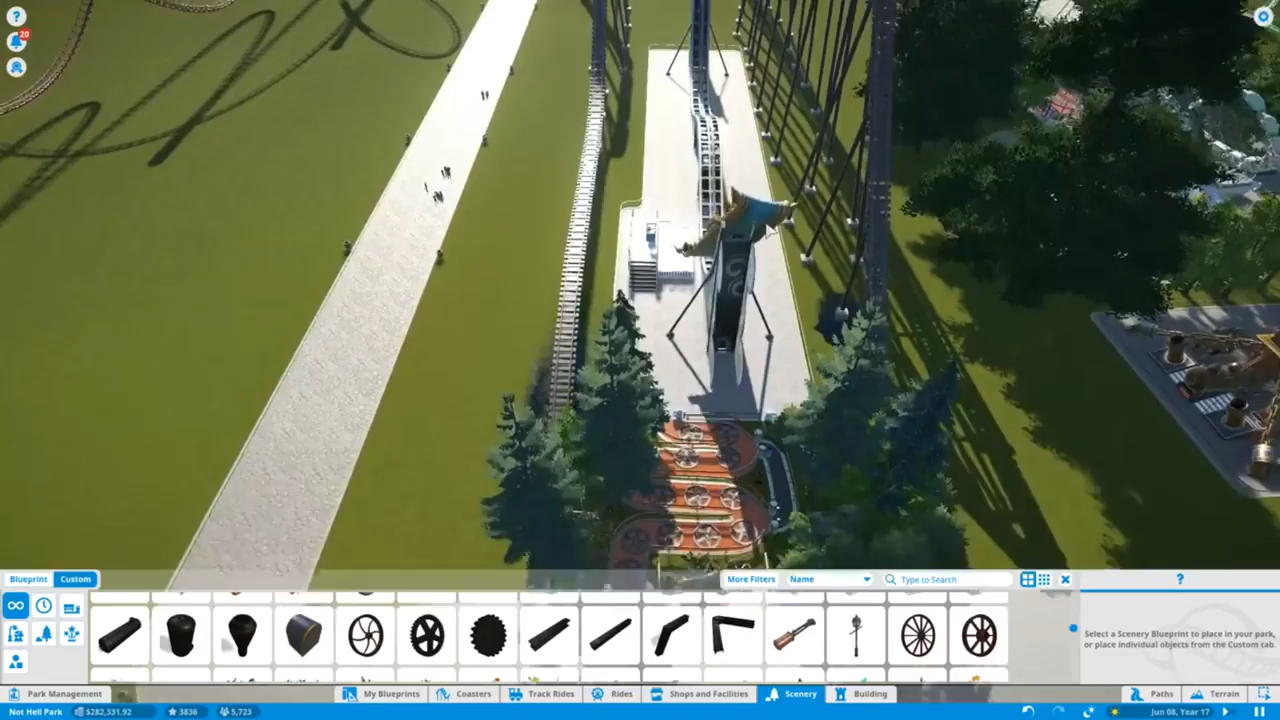 ?
20
Blueprint
Custom
More Filters
Name
Type to Search
?
Select a Scenery Blueprint to place in your park,
or place individual objects from the Custom tab.
Park Management
My Blueprints
Coasters
Track Rides
Rides
Shops and Facilities
Scenery
Building
Paths
Terrain
Not Hell Park
$282,331.92
3836
5,723
Jun 08, Year 17